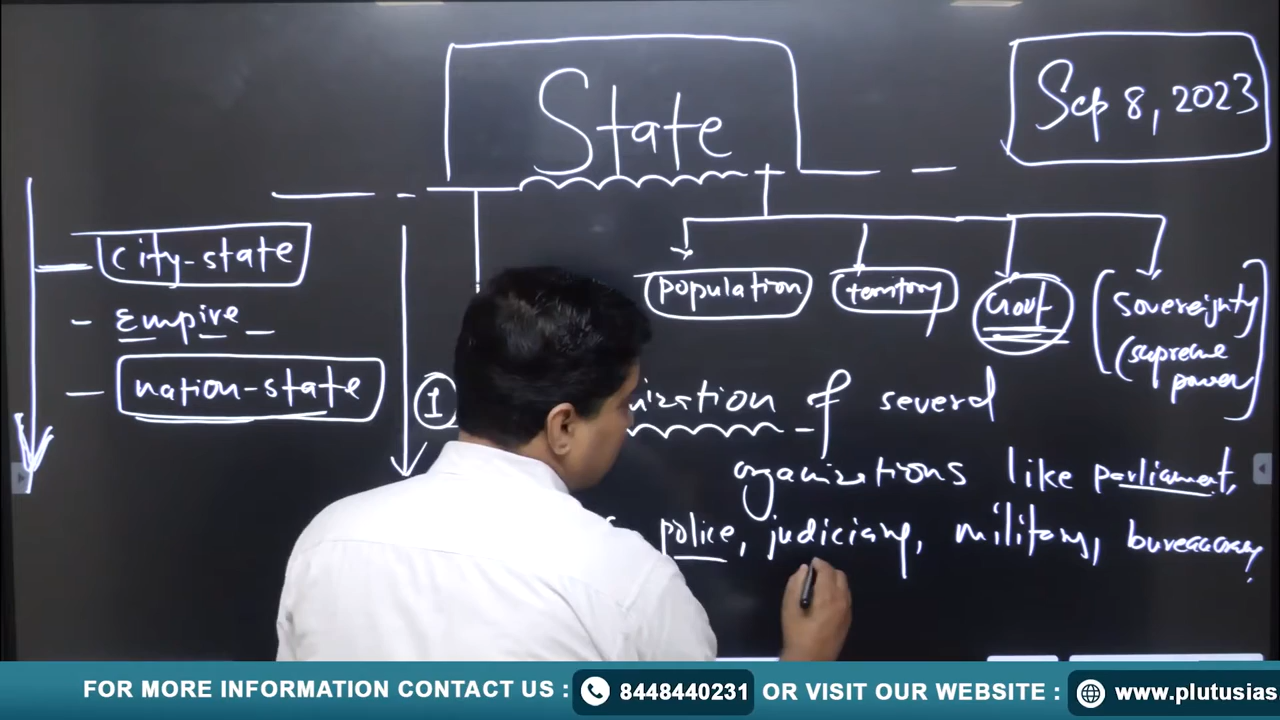 State
Sep 8, 2023
city-state
- Empire -
- nation-state
population
territory
Govt
sovereignty
(supreme
power
1
nization of several
organizations like parliament,
police, judiciary, military, bureaucracy
FOR MORE INFORMATION CONTACT US : 8448440231 OR VISIT OUR WEBSITE : www.plutusias